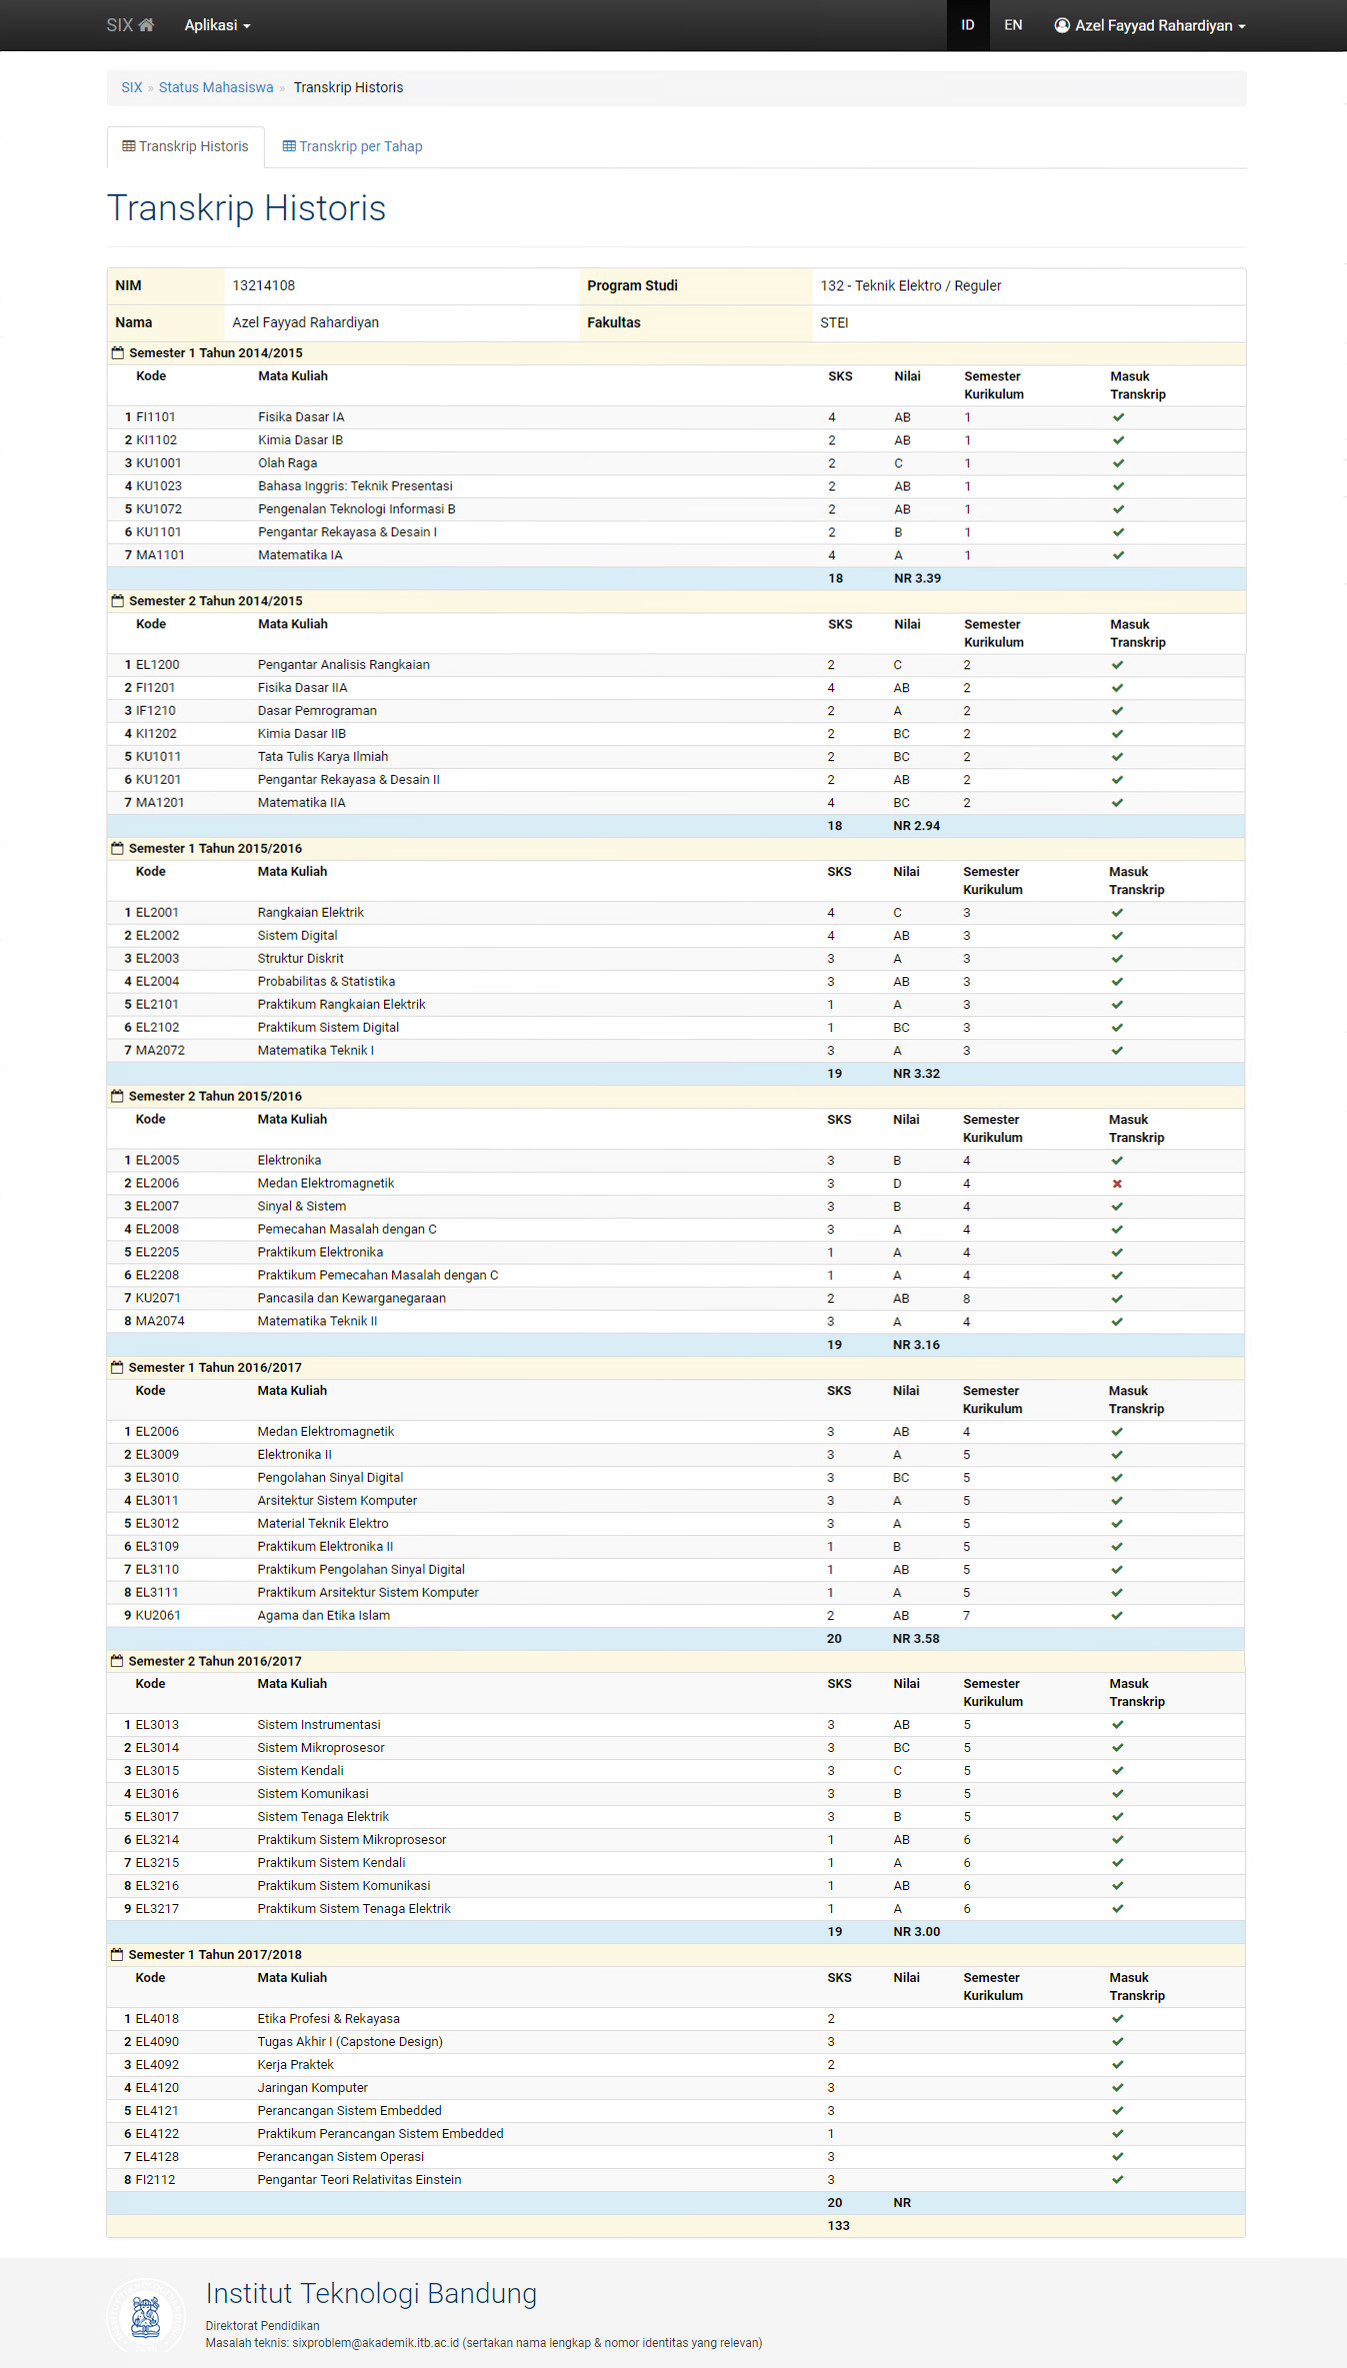 SIX Aplikasi ID EN Azel Fayyad Rahardiyan
SIX » Status Mahasiswa » Transkrip Historis
Transkrip Historis Transkrip per Tahap
Transkrip Historis
NIM 13214108 Program Studi 132 - Teknik Elektro / Reguler
Nama Azel Fayyad Rahardiyan Fakultas STEI
Semester 1 Tahun 2014/2015
Kode Mata Kuliah SKS Nilai Semester Kurikulum Masuk Transkrip
1 FI1101 Fisika Dasar IA 4 AB 1 ✔
2 KI1102 Kimia Dasar IB 2 AB 1 ✔
3 KU1001 Olah Raga 2 C 1 ✔
4 KU1023 Bahasa Inggris: Teknik Presentasi 2 AB 1 ✔
5 KU1072 Pengenalan Teknologi Informasi B 2 AB 1 ✔
6 KU1101 Pengantar Rekayasa & Desain I 2 B 1 ✔
7 MA1101 Matematika IA 4 A 1 ✔
18 NR 3.39
Semester 2 Tahun 2014/2015
Kode Mata Kuliah SKS Nilai Semester Kurikulum Masuk Transkrip
1 EL1200 Pengantar Analisis Rangkaian 2 C 2 ✔
2 FI1201 Fisika Dasar IIA 4 AB 2 ✔
3 IF1210 Dasar Pemrograman 2 A 2 ✔
4 KI1202 Kimia Dasar IIB 2 BC 2 ✔
5 KU1011 Tata Tulis Karya Ilmiah 2 BC 2 ✔
6 KU1201 Pengantar Rekayasa & Desain II 2 AB 2 ✔
7 MA1201 Matematika IIA 4 BC 2 ✔
18 NR 2.94
Semester 1 Tahun 2015/2016
Kode Mata Kuliah SKS Nilai Semester Kurikulum Masuk Transkrip
1 EL2001 Rangkaian Elektrik 4 C 3 ✔
2 EL2002 Sistem Digital 4 AB 3 ✔
3 EL2003 Struktur Diskrit 3 A 3 ✔
4 EL2004 Probabilitas & Statistika 3 AB 3 ✔
5 EL2101 Praktikum Rangkaian Elektrik 1 A 3 ✔
6 EL2102 Praktikum Sistem Digital 1 BC 3 ✔
7 MA2072 Matematika Teknik I 3 A 3 ✔
19 NR 3.32
Semester 2 Tahun 2015/2016
Kode Mata Kuliah SKS Nilai Semester Kurikulum Masuk Transkrip
1 EL2005 Elektronika 3 B 4 ✔
2 EL2006 Medan Elektromagnetik 3 D 4 ✖
3 EL2007 Sinyal & Sistem 3 B 4 ✔
4 EL2008 Pemecahan Masalah dengan C 3 A 4 ✔
5 EL2205 Praktikum Elektronika 1 A 4 ✔
6 EL2208 Praktikum Pemecahan Masalah dengan C 1 A 4 ✔
7 KU2071 Pancasila dan Kewarganegaraan 2 AB 8 ✔
8 MA2074 Matematika Teknik II 3 A 4 ✔
19 NR 3.16
Semester 1 Tahun 2016/2017
Kode Mata Kuliah SKS Nilai Semester Kurikulum Masuk Transkrip
1 EL2006 Medan Elektromagnetik 3 AB 4 ✔
2 EL3009 Elektronika II 3 A 5 ✔
3 EL3010 Pengolahan Sinyal Digital 3 BC 5 ✔
4 EL3011 Arsitektur Sistem Komputer 3 A 5 ✔
5 EL3012 Material Teknik Elektro 3 A 5 ✔
6 EL3109 Praktikum Elektronika II 1 B 5 ✔
7 EL3110 Praktikum Pengolahan Sinyal Digital 1 AB 5 ✔
8 EL3111 Praktikum Arsitektur Sistem Komputer 1 A 5 ✔
9 KU2061 Agama dan Etika Islam 2 AB 7 ✔
20 NR 3.58
Semester 2 Tahun 2016/2017
Kode Mata Kuliah SKS Nilai Semester Kurikulum Masuk Transkrip
1 EL3013 Sistem Instrumentasi 3 AB 5 ✔
2 EL3014 Sistem Mikroprosesor 3 BC 5 ✔
3 EL3015 Sistem Kendali 3 C 5 ✔
4 EL3016 Sistem Komunikasi 3 B 5 ✔
5 EL3017 Sistem Tenaga Elektrik 3 B 5 ✔
6 EL3214 Praktikum Sistem Mikroprosesor 1 AB 6 ✔
7 EL3215 Praktikum Sistem Kendali 1 A 6 ✔
8 EL3216 Praktikum Sistem Komunikasi 1 AB 6 ✔
9 EL3217 Praktikum Sistem Tenaga Elektrik 1 A 6 ✔
19 NR 3.00
Semester 1 Tahun 2017/2018
Kode Mata Kuliah SKS Nilai Semester Kurikulum Masuk Transkrip
1 EL4018 Etika Profesi & Rekayasa 2 ✔
2 EL4090 Tugas Akhir I (Capstone Design) 3 ✔
3 EL4092 Kerja Praktek 2 ✔
4 EL4120 Jaringan Komputer 3 ✔
5 EL4121 Perancangan Sistem Embedded 3 ✔
6 EL4122 Praktikum Perancangan Sistem Embedded 1 ✔
7 EL4128 Perancangan Sistem Operasi 3 ✔
8 FI2112 Pengantar Teori Relativitas Einstein 3 ✔
20 NR
133
Institut Teknologi Bandung
Direktorat Pendidikan
Masalah teknis: sixproblem@akademik.itb.ac.id (sertakan nama lengkap & nomor identitas yang relevan)